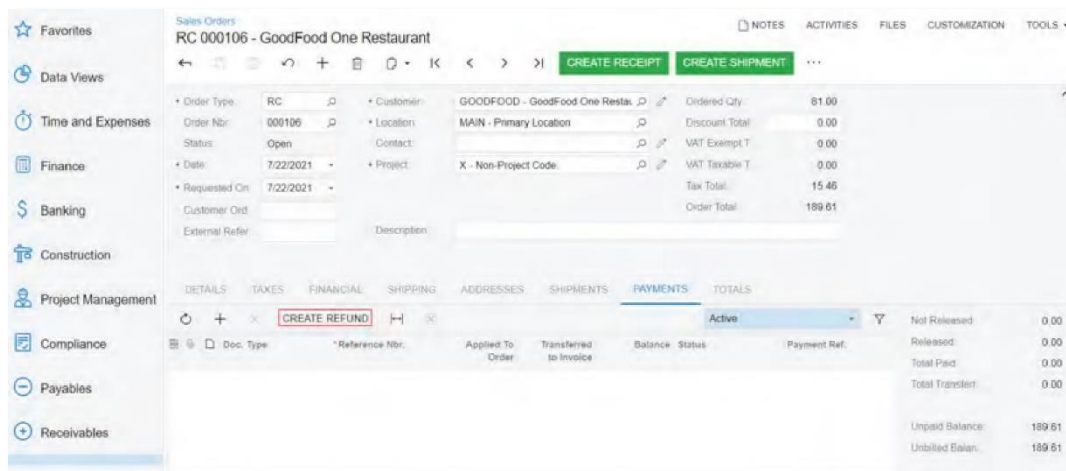 Favorites
Data Views
Time and Expenses
Finance
Banking
Construction
Project Management
Compliance
Payables
Receivables
Sales Orders
RC 000106 - GoodFood One Restaurant
NOTES ACTIVITIES FILES CUSTOMIZATION TOOLS
CREATE RECEIPT CREATE SHIPMENT ...
* Order Type: RC * Customer: GOODFOOD - GoodFood One Restau Ordered Qty.: 81.00
Order Nbr.: 000106 * Location: MAIN - Primary Location Discount Total: 0.00
Status: Open Contact: VAT Exempt T 0.00
* Date: 7/22/2021 * Project: X - Non-Project Code. VAT Taxable T 0.00
* Requested On: 7/22/2021 Tax Total: 15.46
Customer Ord Order Total: 189.61
External Refer Description:
DETAILS TAXES FINANCIAL SHIPPING ADDRESSES SHIPMENTS PAYMENTS TOTALS
CREATE REFUND Active
Doc. Type *Reference Nbr. Applied To Order Transferred to Invoice Balance Status Payment Ref.
Not Released: 0.00
Released: 0.00
Total Paid: 0.00
Total Transferr 0.00
Unpaid Balance: 189.61
Unbilled Balan 189.61